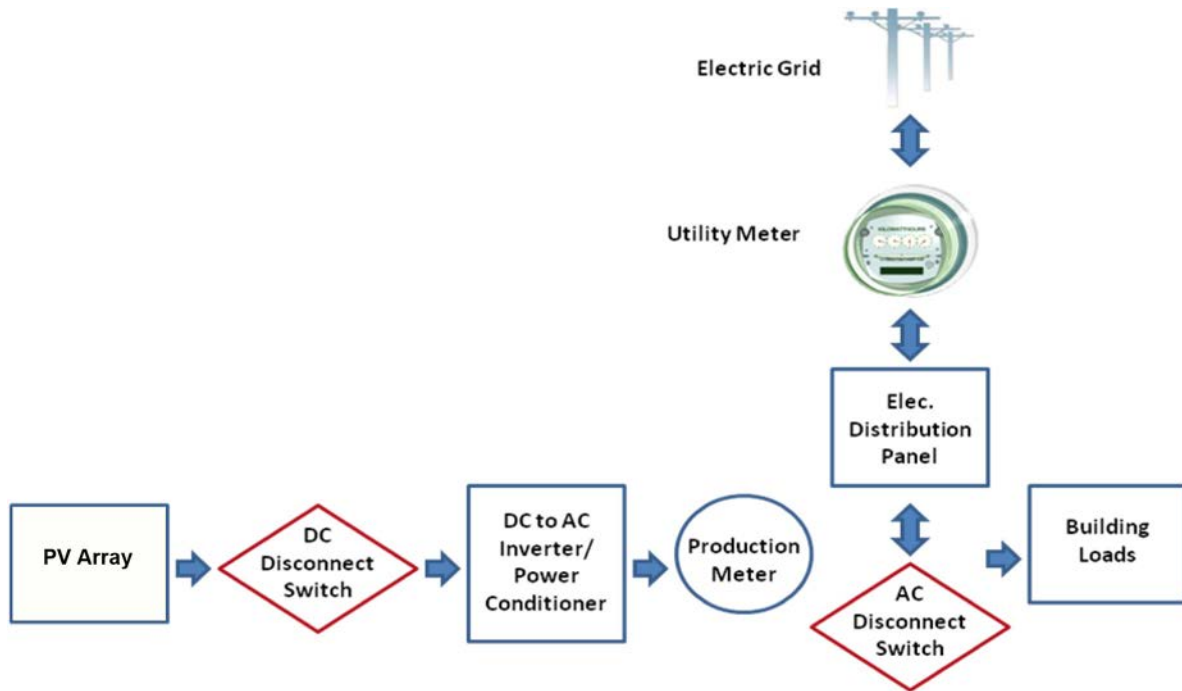 Electric Grid
Utility Meter
KILOWATTHOURS
Elec.
Distribution
Panel
PV Array
DC
Disconnect
Switch
DC to AC
Inverter/
Power
Conditioner
Production
Meter
AC
Disconnect
Switch
Building
Loads